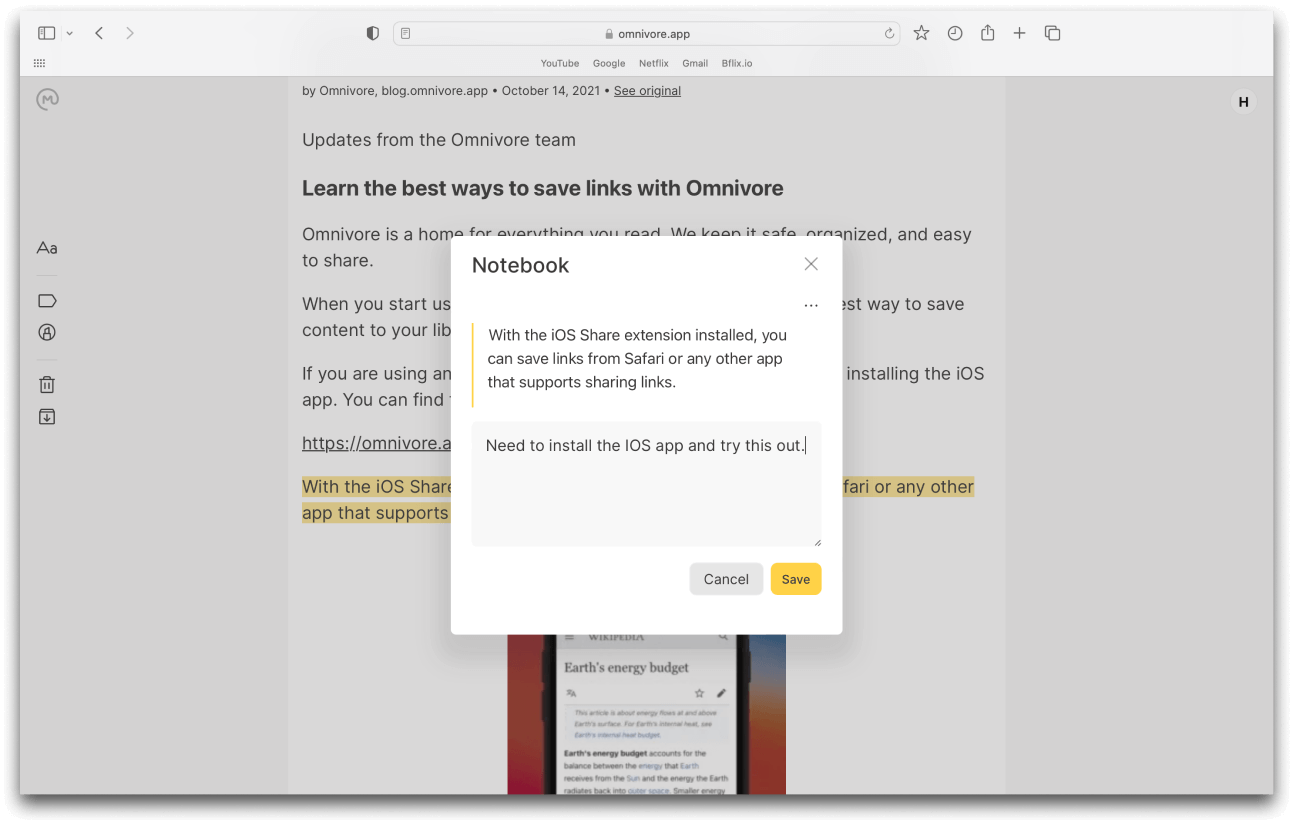 omnivore.app
YouTube Google Netflix Gmail Bflix.io
by Omnivore, blog.omnivore.app • October 14, 2021 • See original
H
Updates from the Omnivore team
Learn the best ways to save links with Omnivore
Omnivore is a home for everything you read. We keep it safe, organized, and easy
to share.
When you start us
est way to save
content to your lib
If you are using an
installing the iOS
app. You can find
https://omnivore.a
With the iOS Share
fari or any other
app that supports
Aa
Notebook
...
With the iOS Share extension installed, you
can save links from Safari or any other app
that supports sharing links.
Need to install the IOS app and try this out.
Cancel Save
WIKIPEDIA
Earth's energy budget
This article is about energy flows at and above
Earth's surface. For Earth's internal heat, see
Earth's internal heat budget.
Earth's energy budget accounts for the
balance between the energy that Earth
receives from the Sun and the energy the Earth
radiates back into outer space. Smaller energy